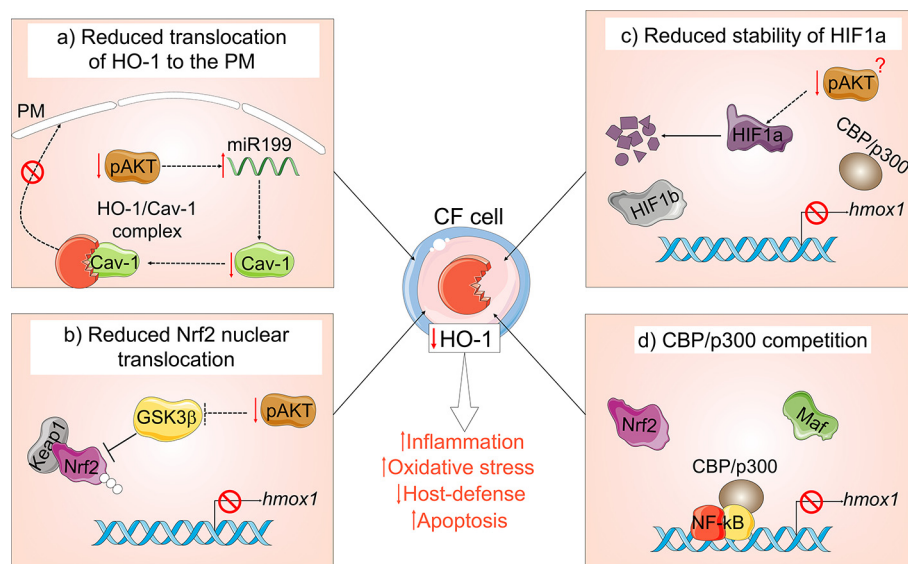 a) Reduced translocation
of HO-1 to the PM
PM
miR199
pAKT
HO-1/Cav-1
complex
Cav-1
Cav-1
b) Reduced Nrf2 nuclear
translocation
Keap1
Nrf2
GSK3β
pAKT
hmox1
CF cell
↓HO-1
↑Inflammation
↑Oxidative stress
↓Host-defense
↑Apoptosis
c) Reduced stability of HIF1a
?
pAKT
HIF1a
CBP/p300
HIF1b
hmox1
d) CBP/p300 competition
Nrf2
Maf
CBP/p300
NF-kB
hmox1